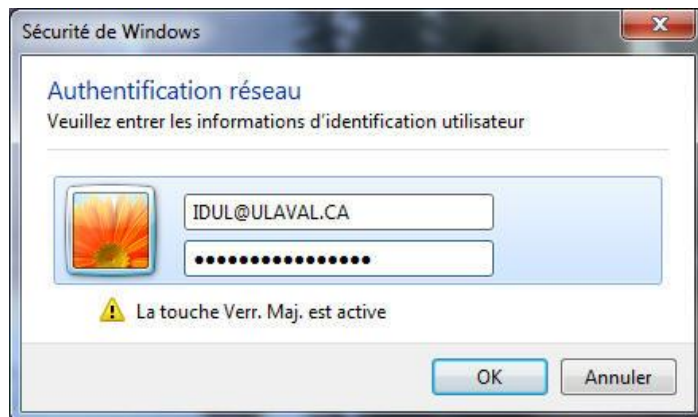 Sécurité de Windows
Authentification réseau
Veuillez entrer les informations d'identification utilisateur
IDUL@ULAVAL.CA
●●●●●●●●●●●●●●●●
La touche Verr. Maj. est active
OK
Annuler